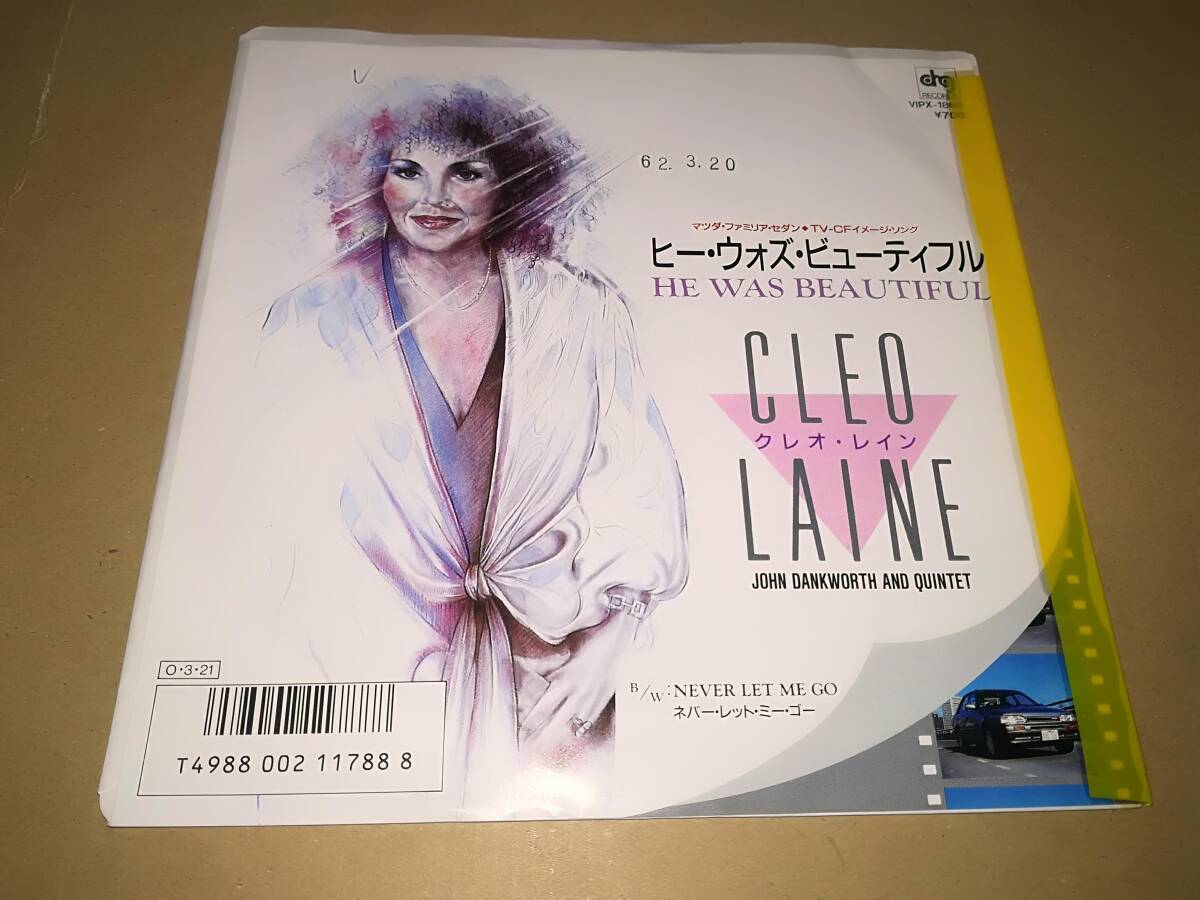 V
drg
RECORDS
¥700
62. 3. 20
マツダ・ファミリア・セダン◆TV-CFイメージ・ソング
ヒー・ウォズ・ビューティフル
HE WAS BEAUTIFUL
CLEO
クレオ・レイン
LAINE
JOHN DANKWORTH AND QUINTET
B/W:NEVER LET ME GO
ネバー・レット・ミー・ゴー
O・3・21
T4988 002 11788 8